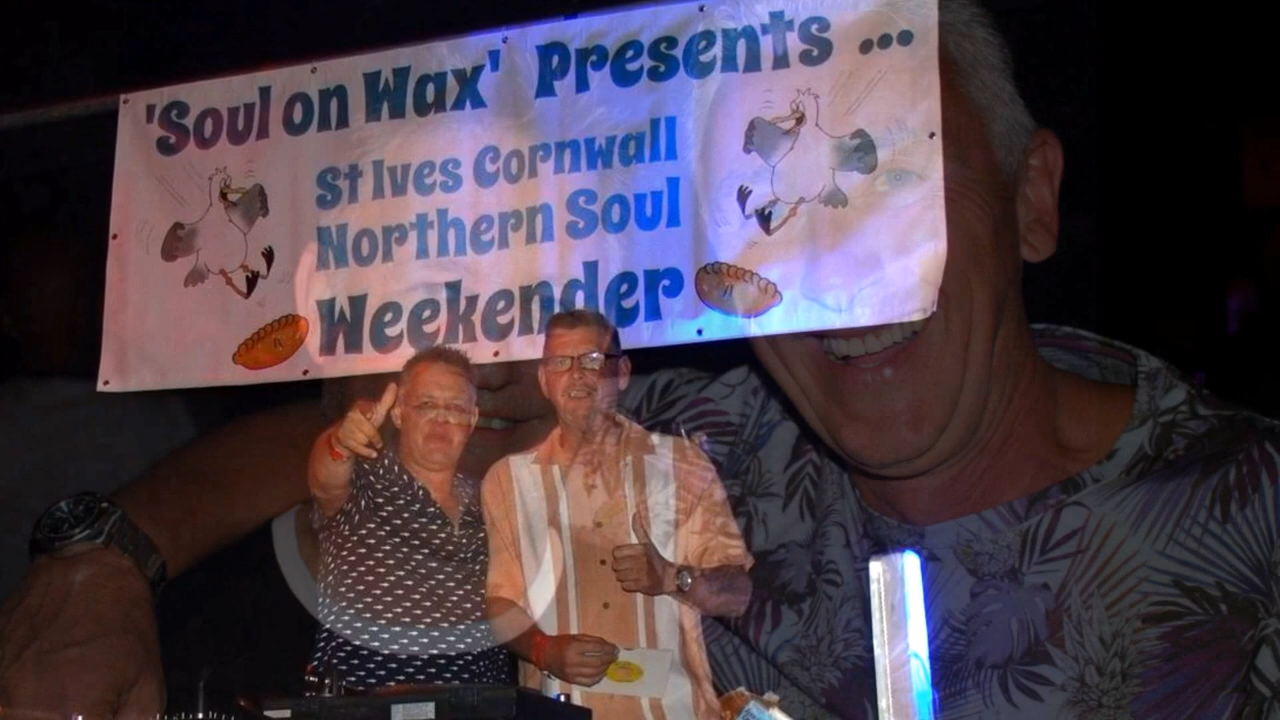 'Soul on Wax' Presents ...
St Ives Cornwall
Northern Soul
Weekender